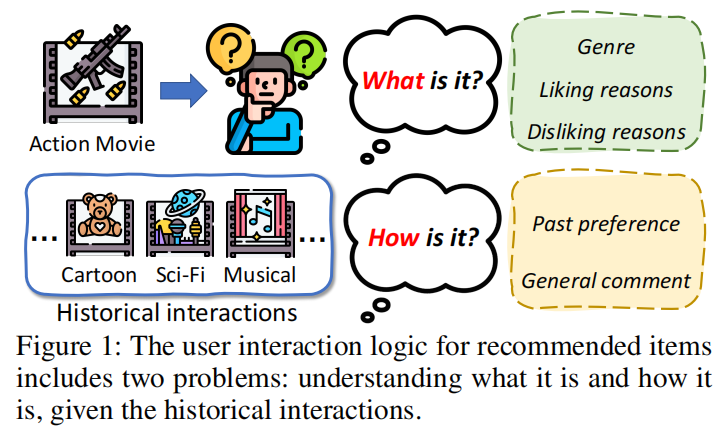 Action Movie
? ?
What is it?
Genre
Liking reasons
Disliking reasons
... Cartoon Sci-Fi Musical ...
Historical interactions
How is it?
Past preference
General comment
Figure 1: The user interaction logic for recommended items
includes two problems: understanding what it is and how it
is, given the historical interactions.